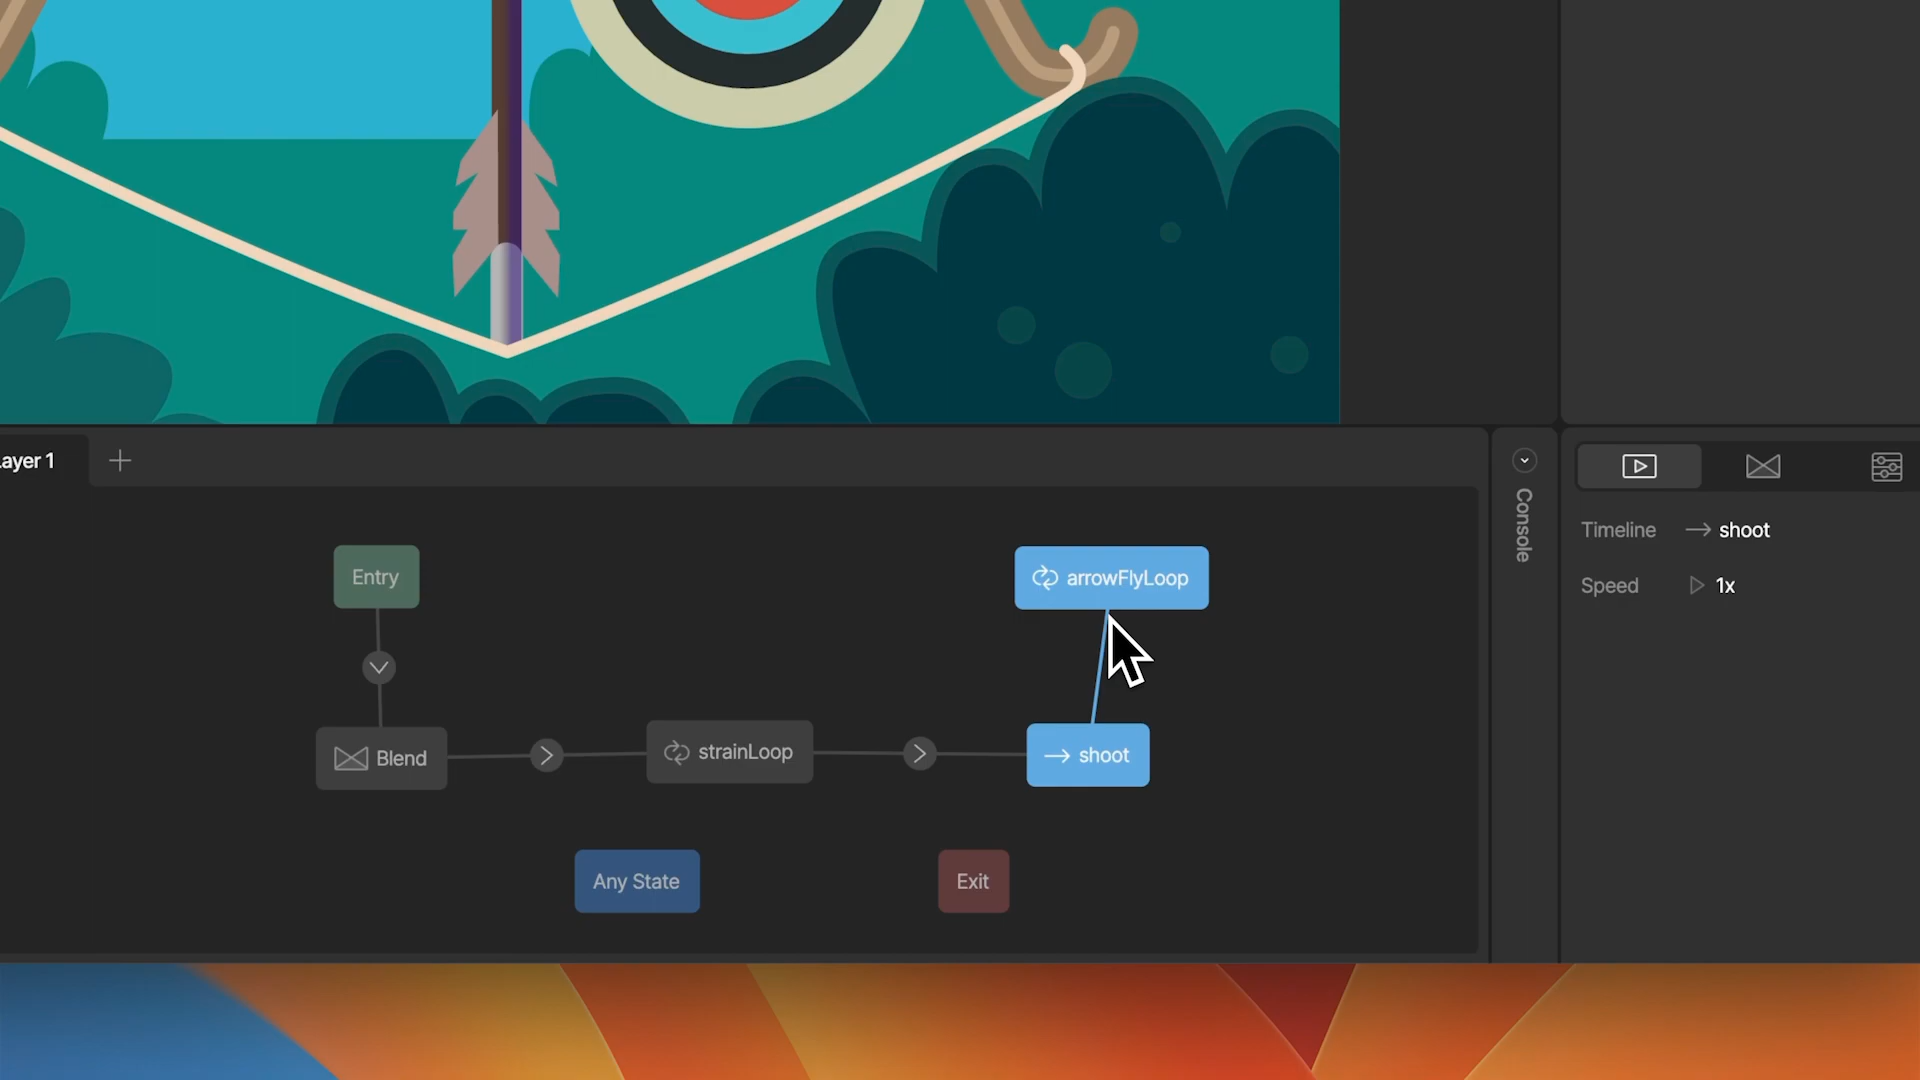 ayer 1
Console
Timeline shoot
Speed 1x
Entry
arrowFlyLoop
Blend
strainLoop
shoot
Any State
Exit